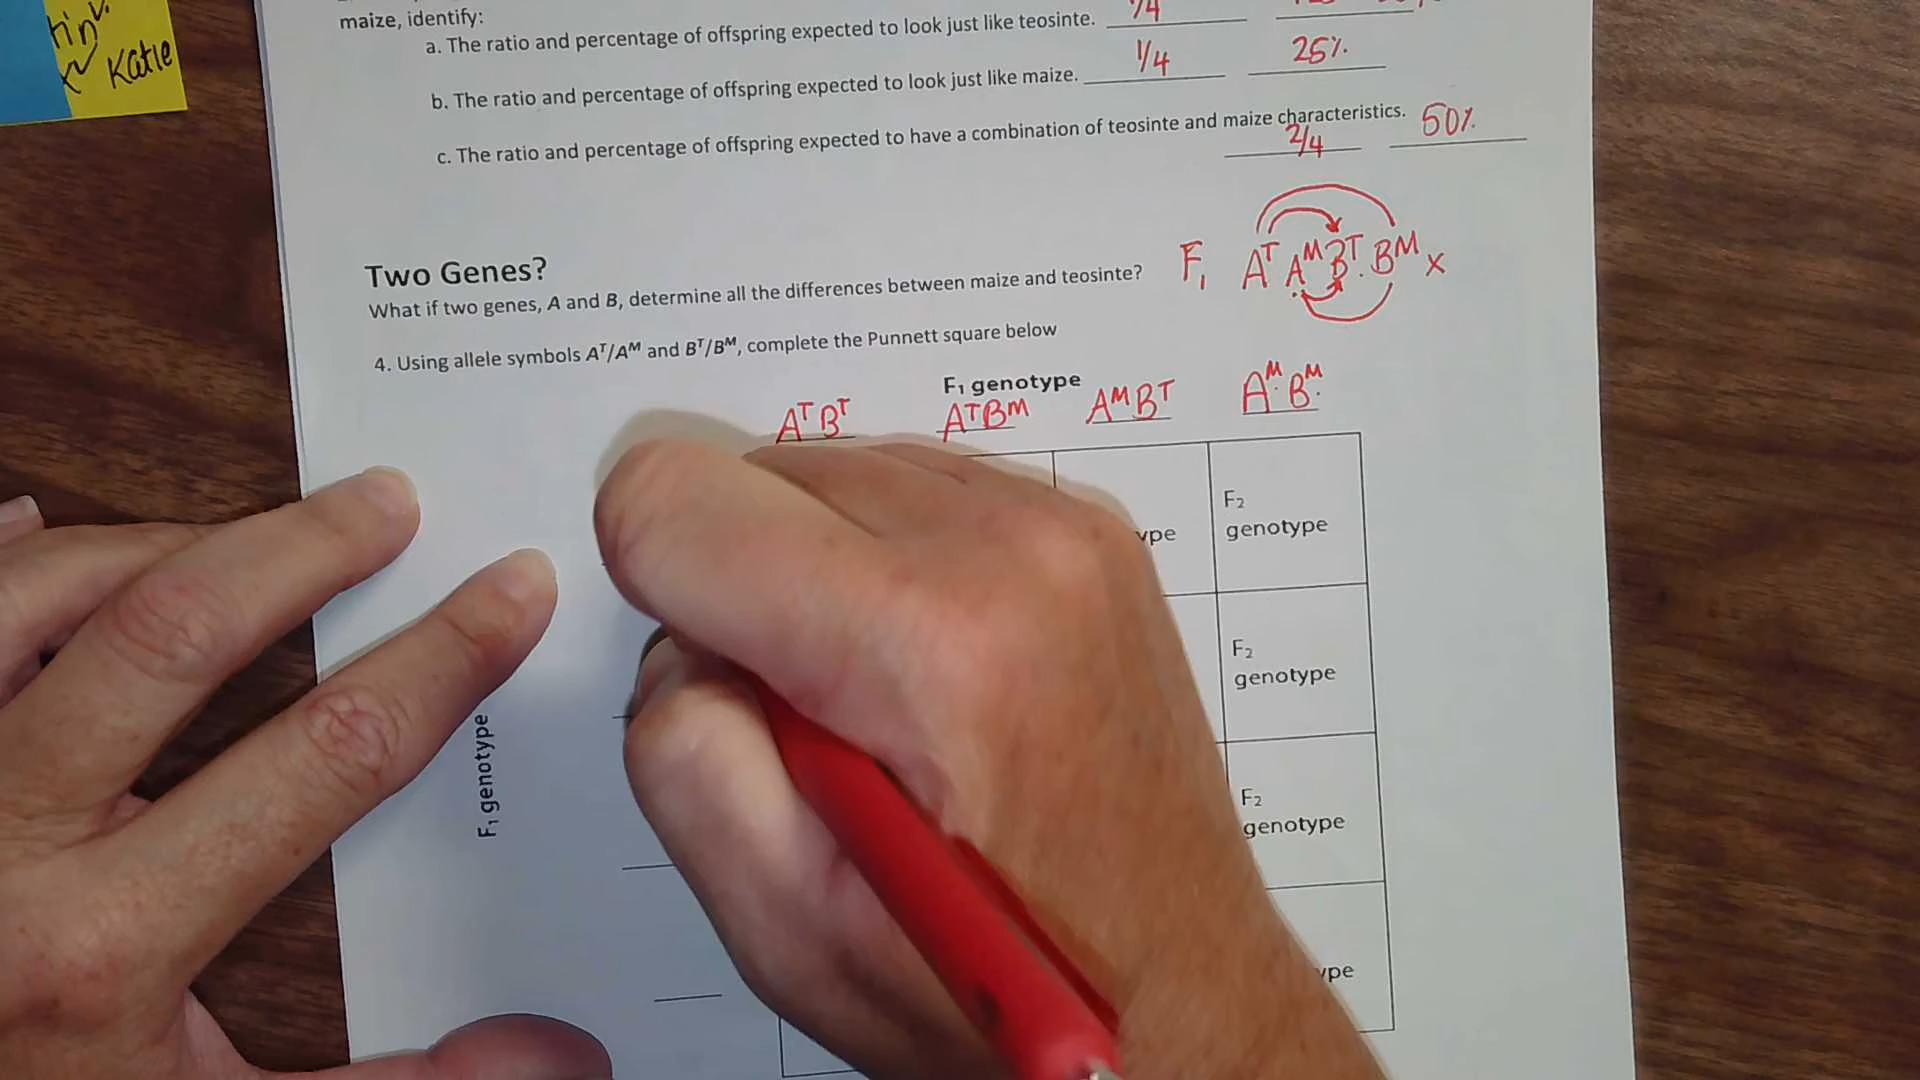 Katie
maize, identify:
a. The ratio and percentage of offspring expected to look just like teosinte. 1/4
b. The ratio and percentage of offspring expected to look just like maize. 1/4 25%
c. The ratio and percentage of offspring expected to have a combination of teosinte and maize characteristics. 2/4 50%
Two Genes?
F₁ Aᵀ Aᴹ Bᵀ Bᴹ x
What if two genes, A and B, determine all the differences between maize and teosinte?
4. Using allele symbols Aᵀ/Aᴹ and Bᵀ/Bᴹ, complete the Punnett square below
F₁ genotype
AᵀBᵀ AᵀBᴹ AᴹBᵀ AᴹBᴹ
F₂
genotype
F₂
genotype
F₁ genotype
F₂
genotype